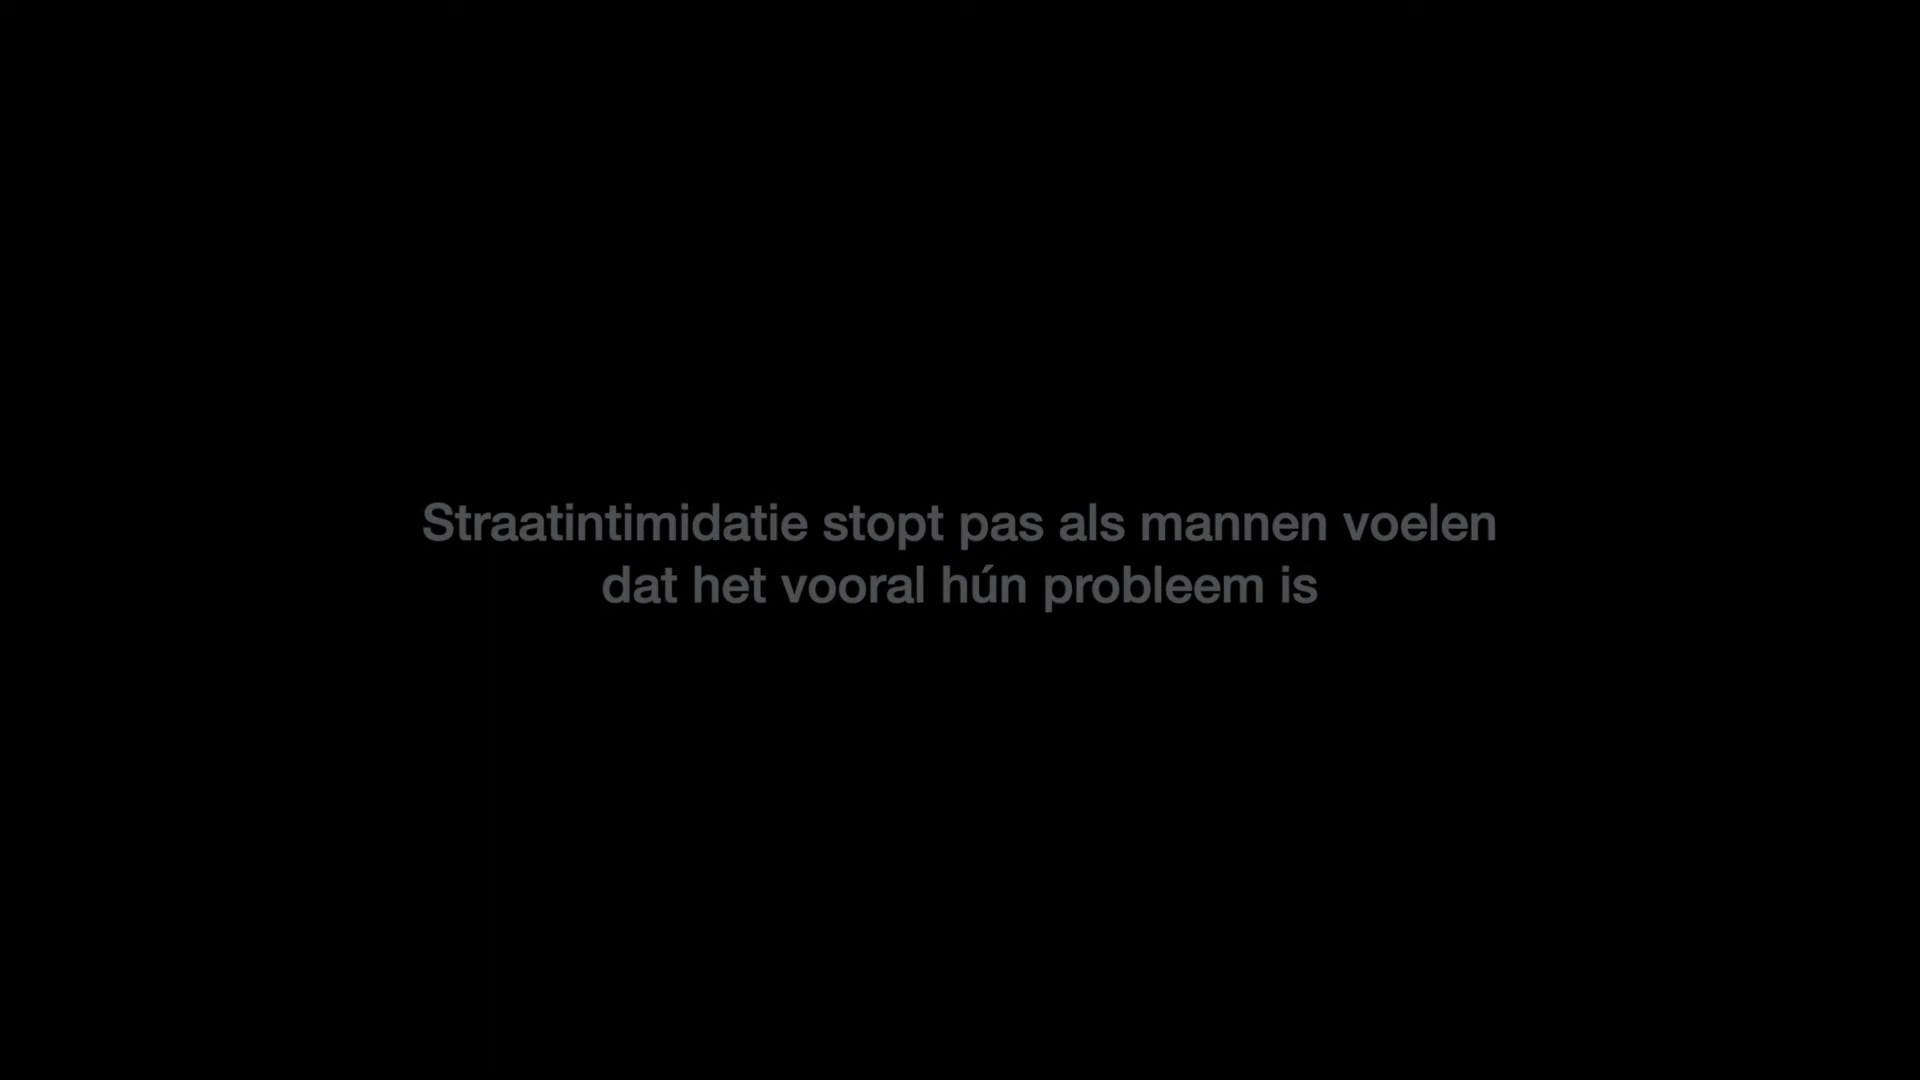 Straatintimidatie stopt pas als mannen voelen
dat het vooral hún probleem is